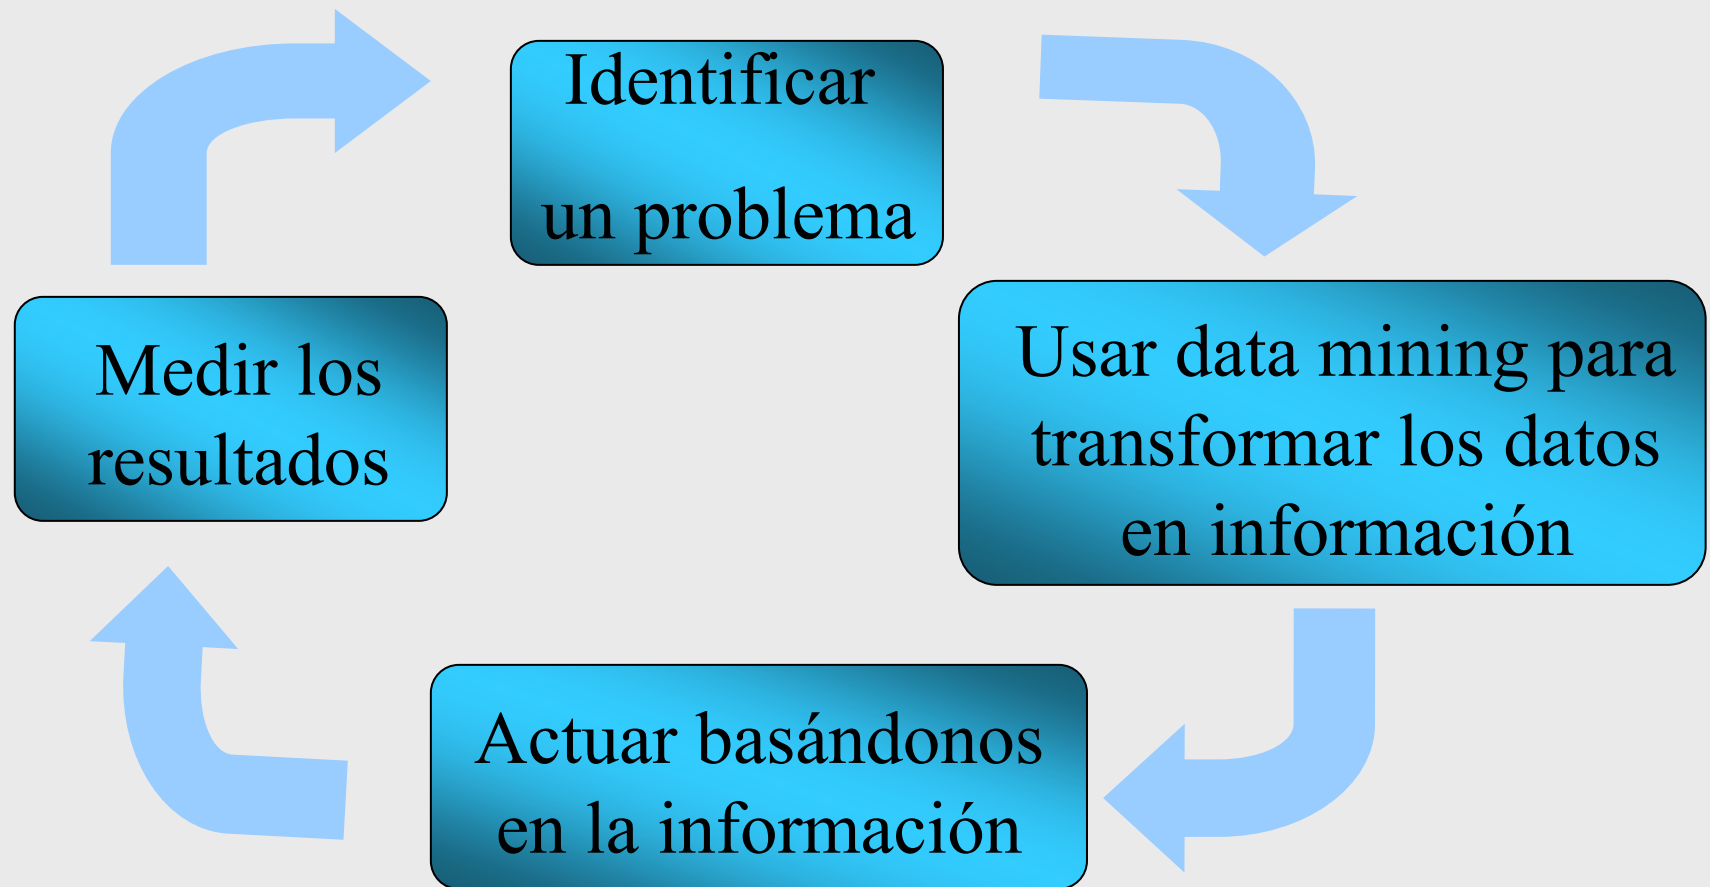 Identificar
un problema
Usar data mining para
transformar los datos
en información
Actuar basándonos
en la información
Medir los
resultados